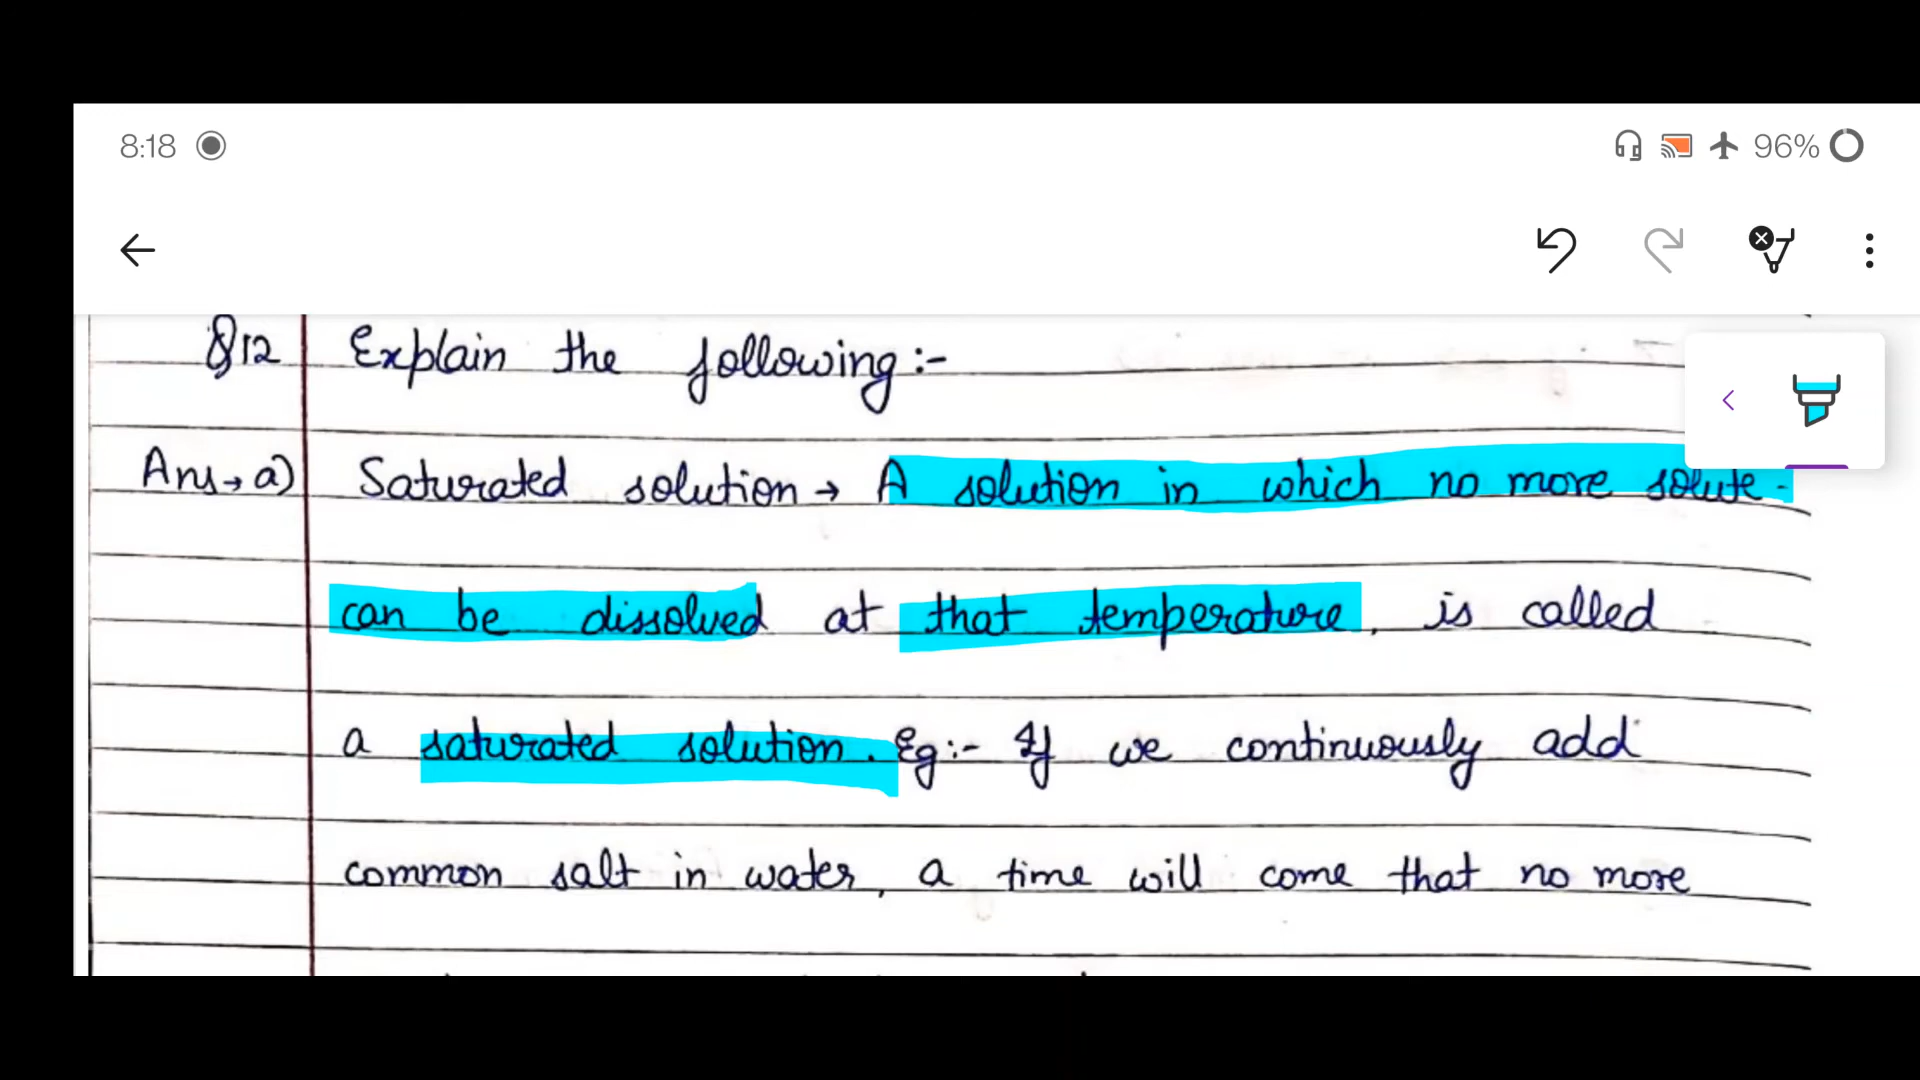 8:18 96%
Q12 Explain the following:-
Ans→a) Saturated solution → A solution in which no more solute-
can be dissolved at that temperature, is called
a saturated solution. Eg:- If we continuously add
common salt in water, a time will come that no more